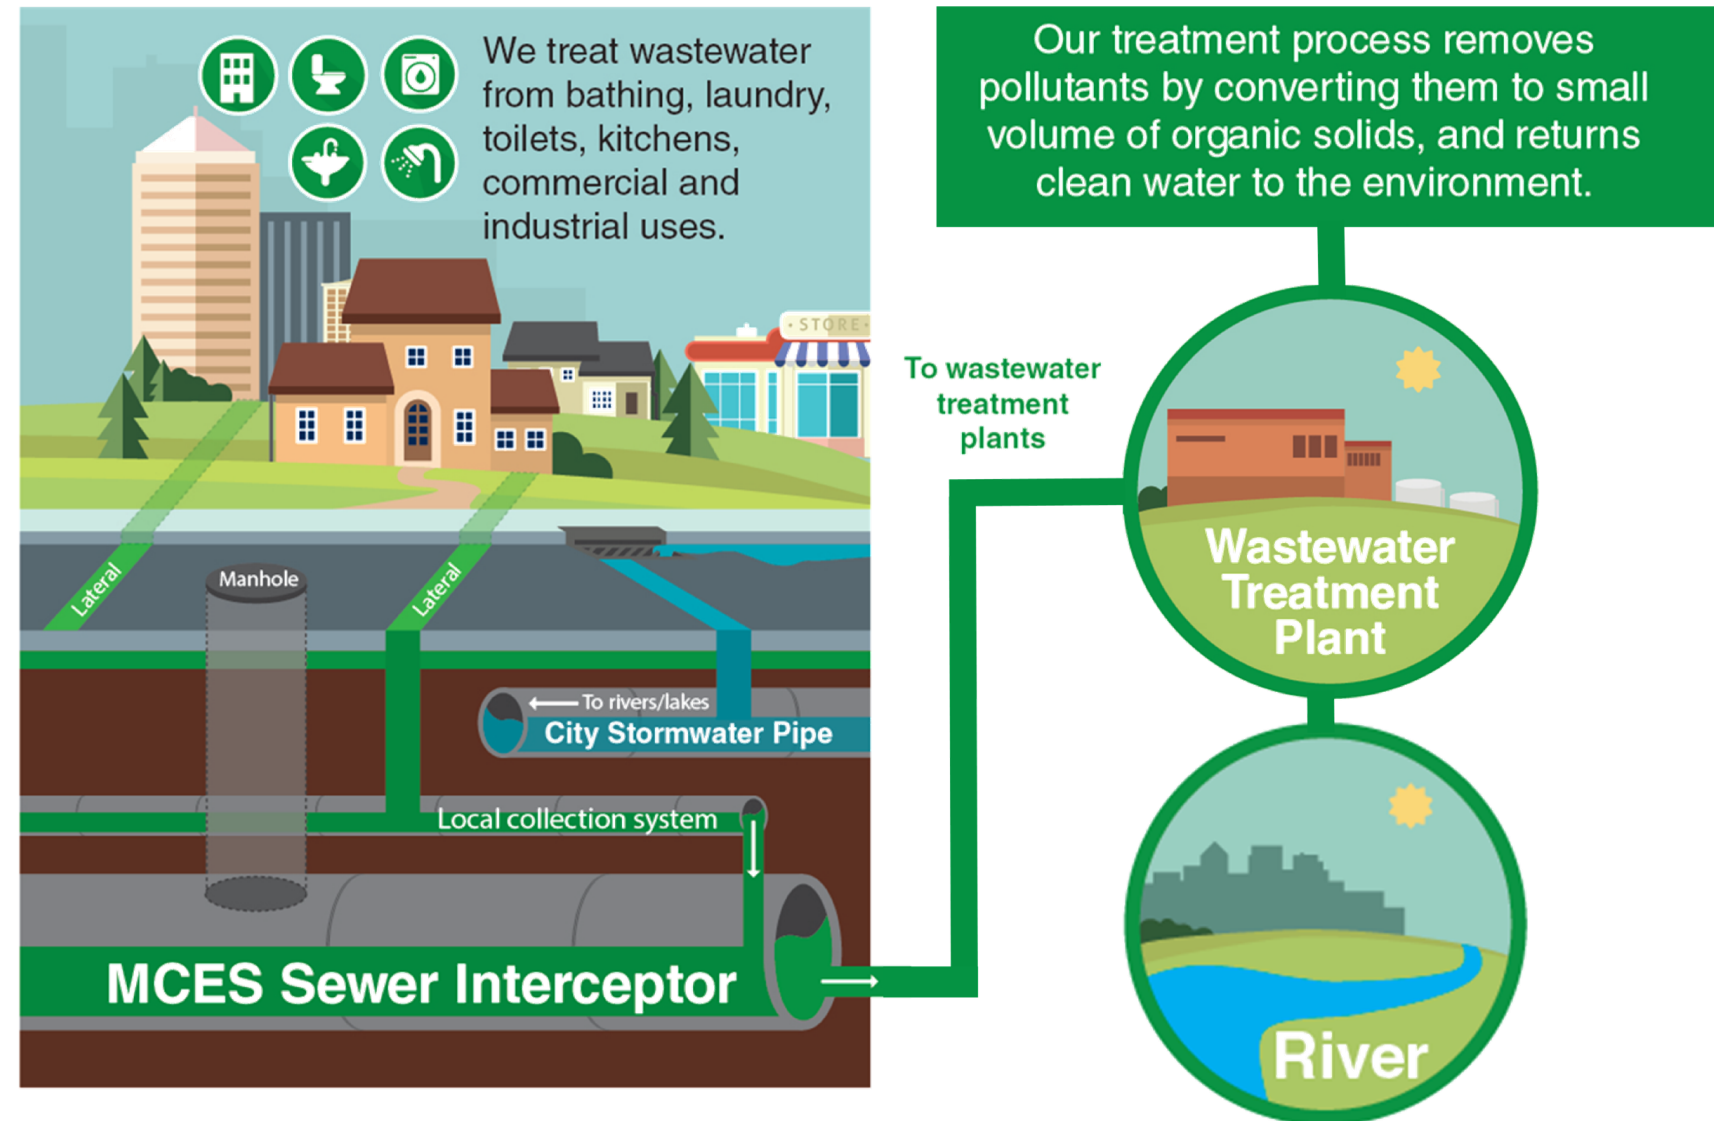 We treat wastewater
from bathing, laundry,
toilets, kitchens,
commercial and
industrial uses.
Our treatment process removes
pollutants by converting them to small
volume of organic solids, and returns
clean water to the environment.
· STORE ·
To wastewater
treatment
plants
Lateral
Manhole
Lateral
To rivers/lakes
City Stormwater Pipe
Local collection system
MCES Sewer Interceptor
Wastewater
Treatment
Plant
River